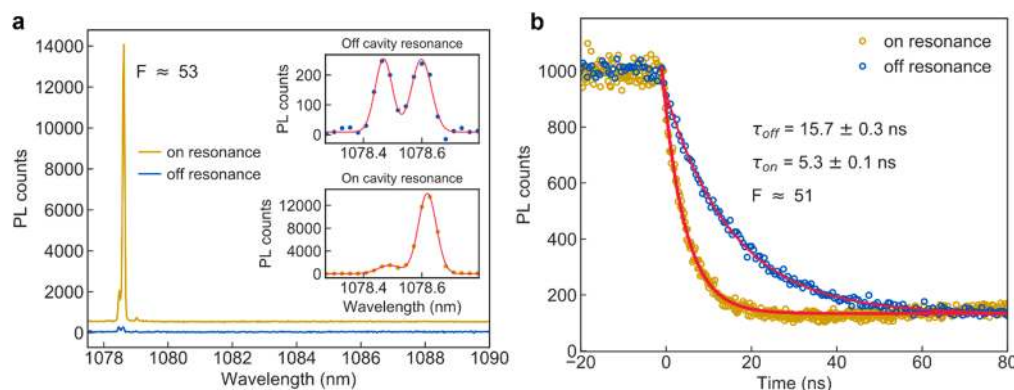 a
PL counts
14000
12000
10000
8000
6000
4000
2000
0
F ≈ 53
on resonance
off resonance
1078
1080
1082
1084
1086
1088
1090
Wavelength (nm)
Off cavity resonance
PL counts
200
100
0
1078.4
1078.6
On cavity resonance
PL counts
12000
8000
4000
0
1078.4
1078.6
Wavelength (nm)
b
PL counts
1000
800
600
400
200
0
on resonance
off resonance
τoff = 15.7 ± 0.3 ns
τon = 5.3 ± 0.1 ns
F ≈ 51
−20
0
20
40
60
80
Time (ns)